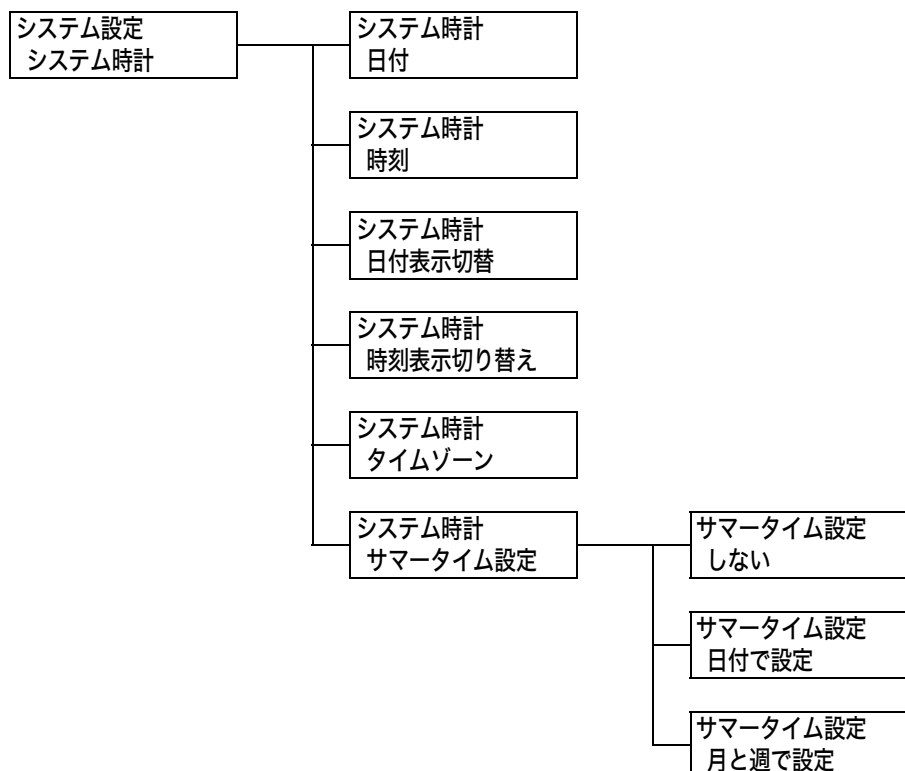 システム設定
システム時計
システム時計
日付
システム時計
時刻
システム時計
日付表示切替
システム時計
時刻表示切り替え
システム時計
タイムゾーン
システム時計
サマータイム設定
サマータイム設定
しない
サマータイム設定
日付で設定
サマータイム設定
月と週で設定